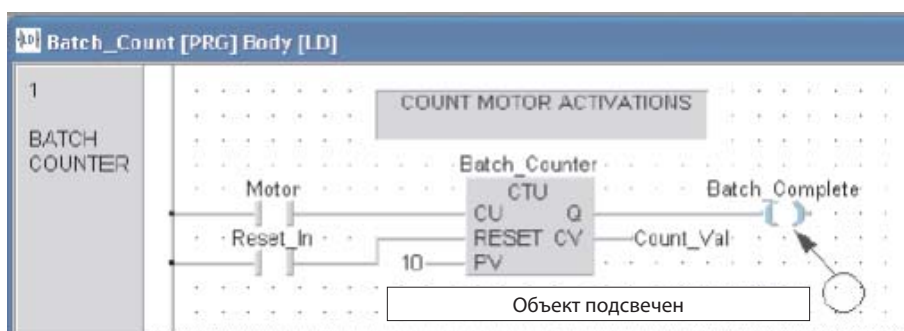 Batch_Count [PRG] Body [LD]
1
BATCH
COUNTER
COUNT MOTOR ACTIVATIONS
Batch_Counter
Motor
CTU
Batch_Complete
CU Q
Reset_In
RESET CV
Count_Val
10
PV
Объект подсвечен